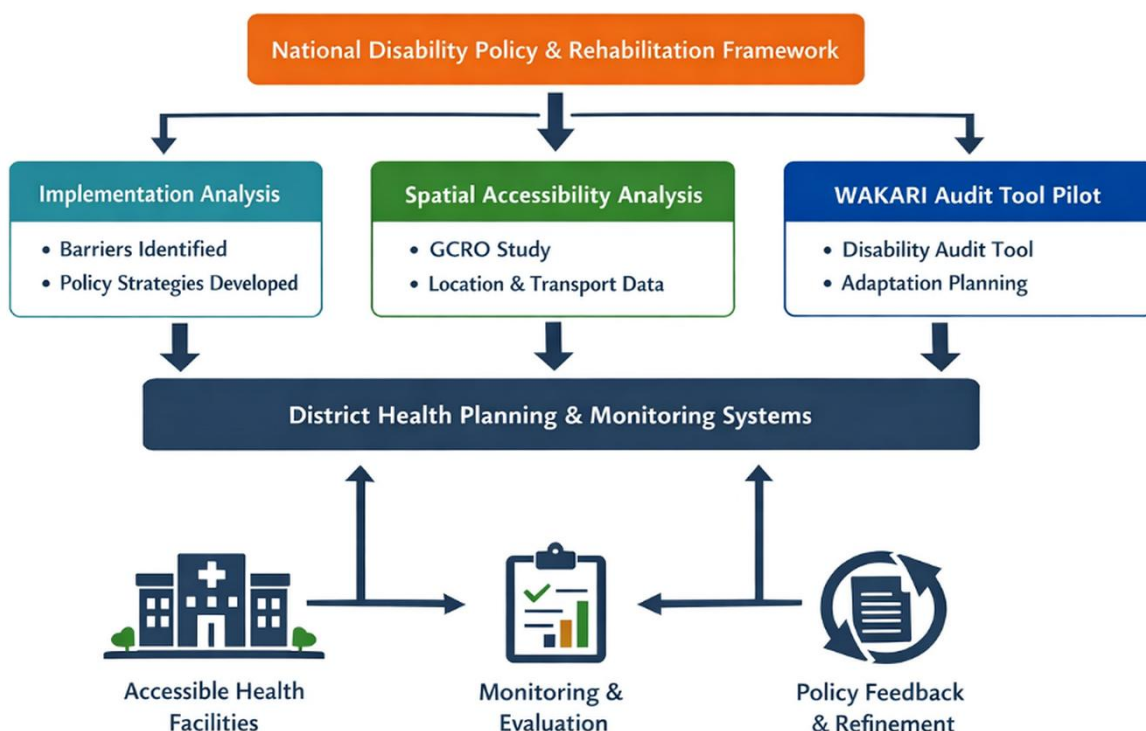 National Disability Policy & Rehabilitation Framework
Implementation Analysis
• Barriers Identified
• Policy Strategies Developed
Spatial Accessibility Analysis
• GCRO Study
• Location & Transport Data
WAKARI Audit Tool Pilot
• Disability Audit Tool
• Adaptation Planning
District Health Planning & Monitoring Systems
Accessible Health
Facilities
Monitoring &
Evaluation
Policy Feedback
& Refinement